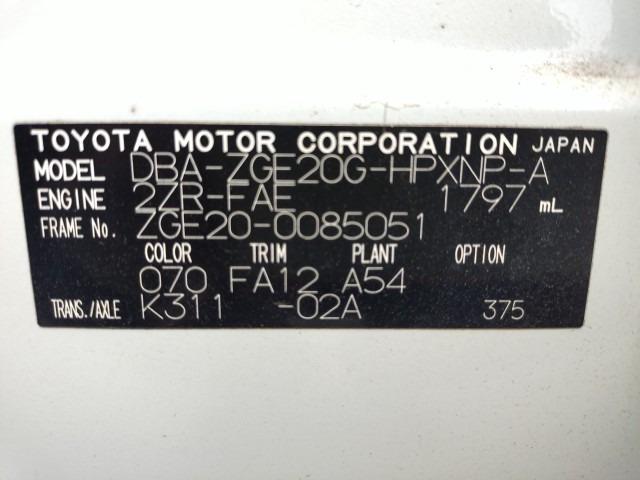 TOYOTA MOTOR CORPORATION JAPAN
MODEL DBA-ZGE20G-HPXNP-A
ENGINE 2ZR-FAE 1797 mL
FRAME No. ZGE20-0085051
COLOR TRIM PLANT OPTION
070 FA12 A54
TRANS./AXLE K311 -02A 375